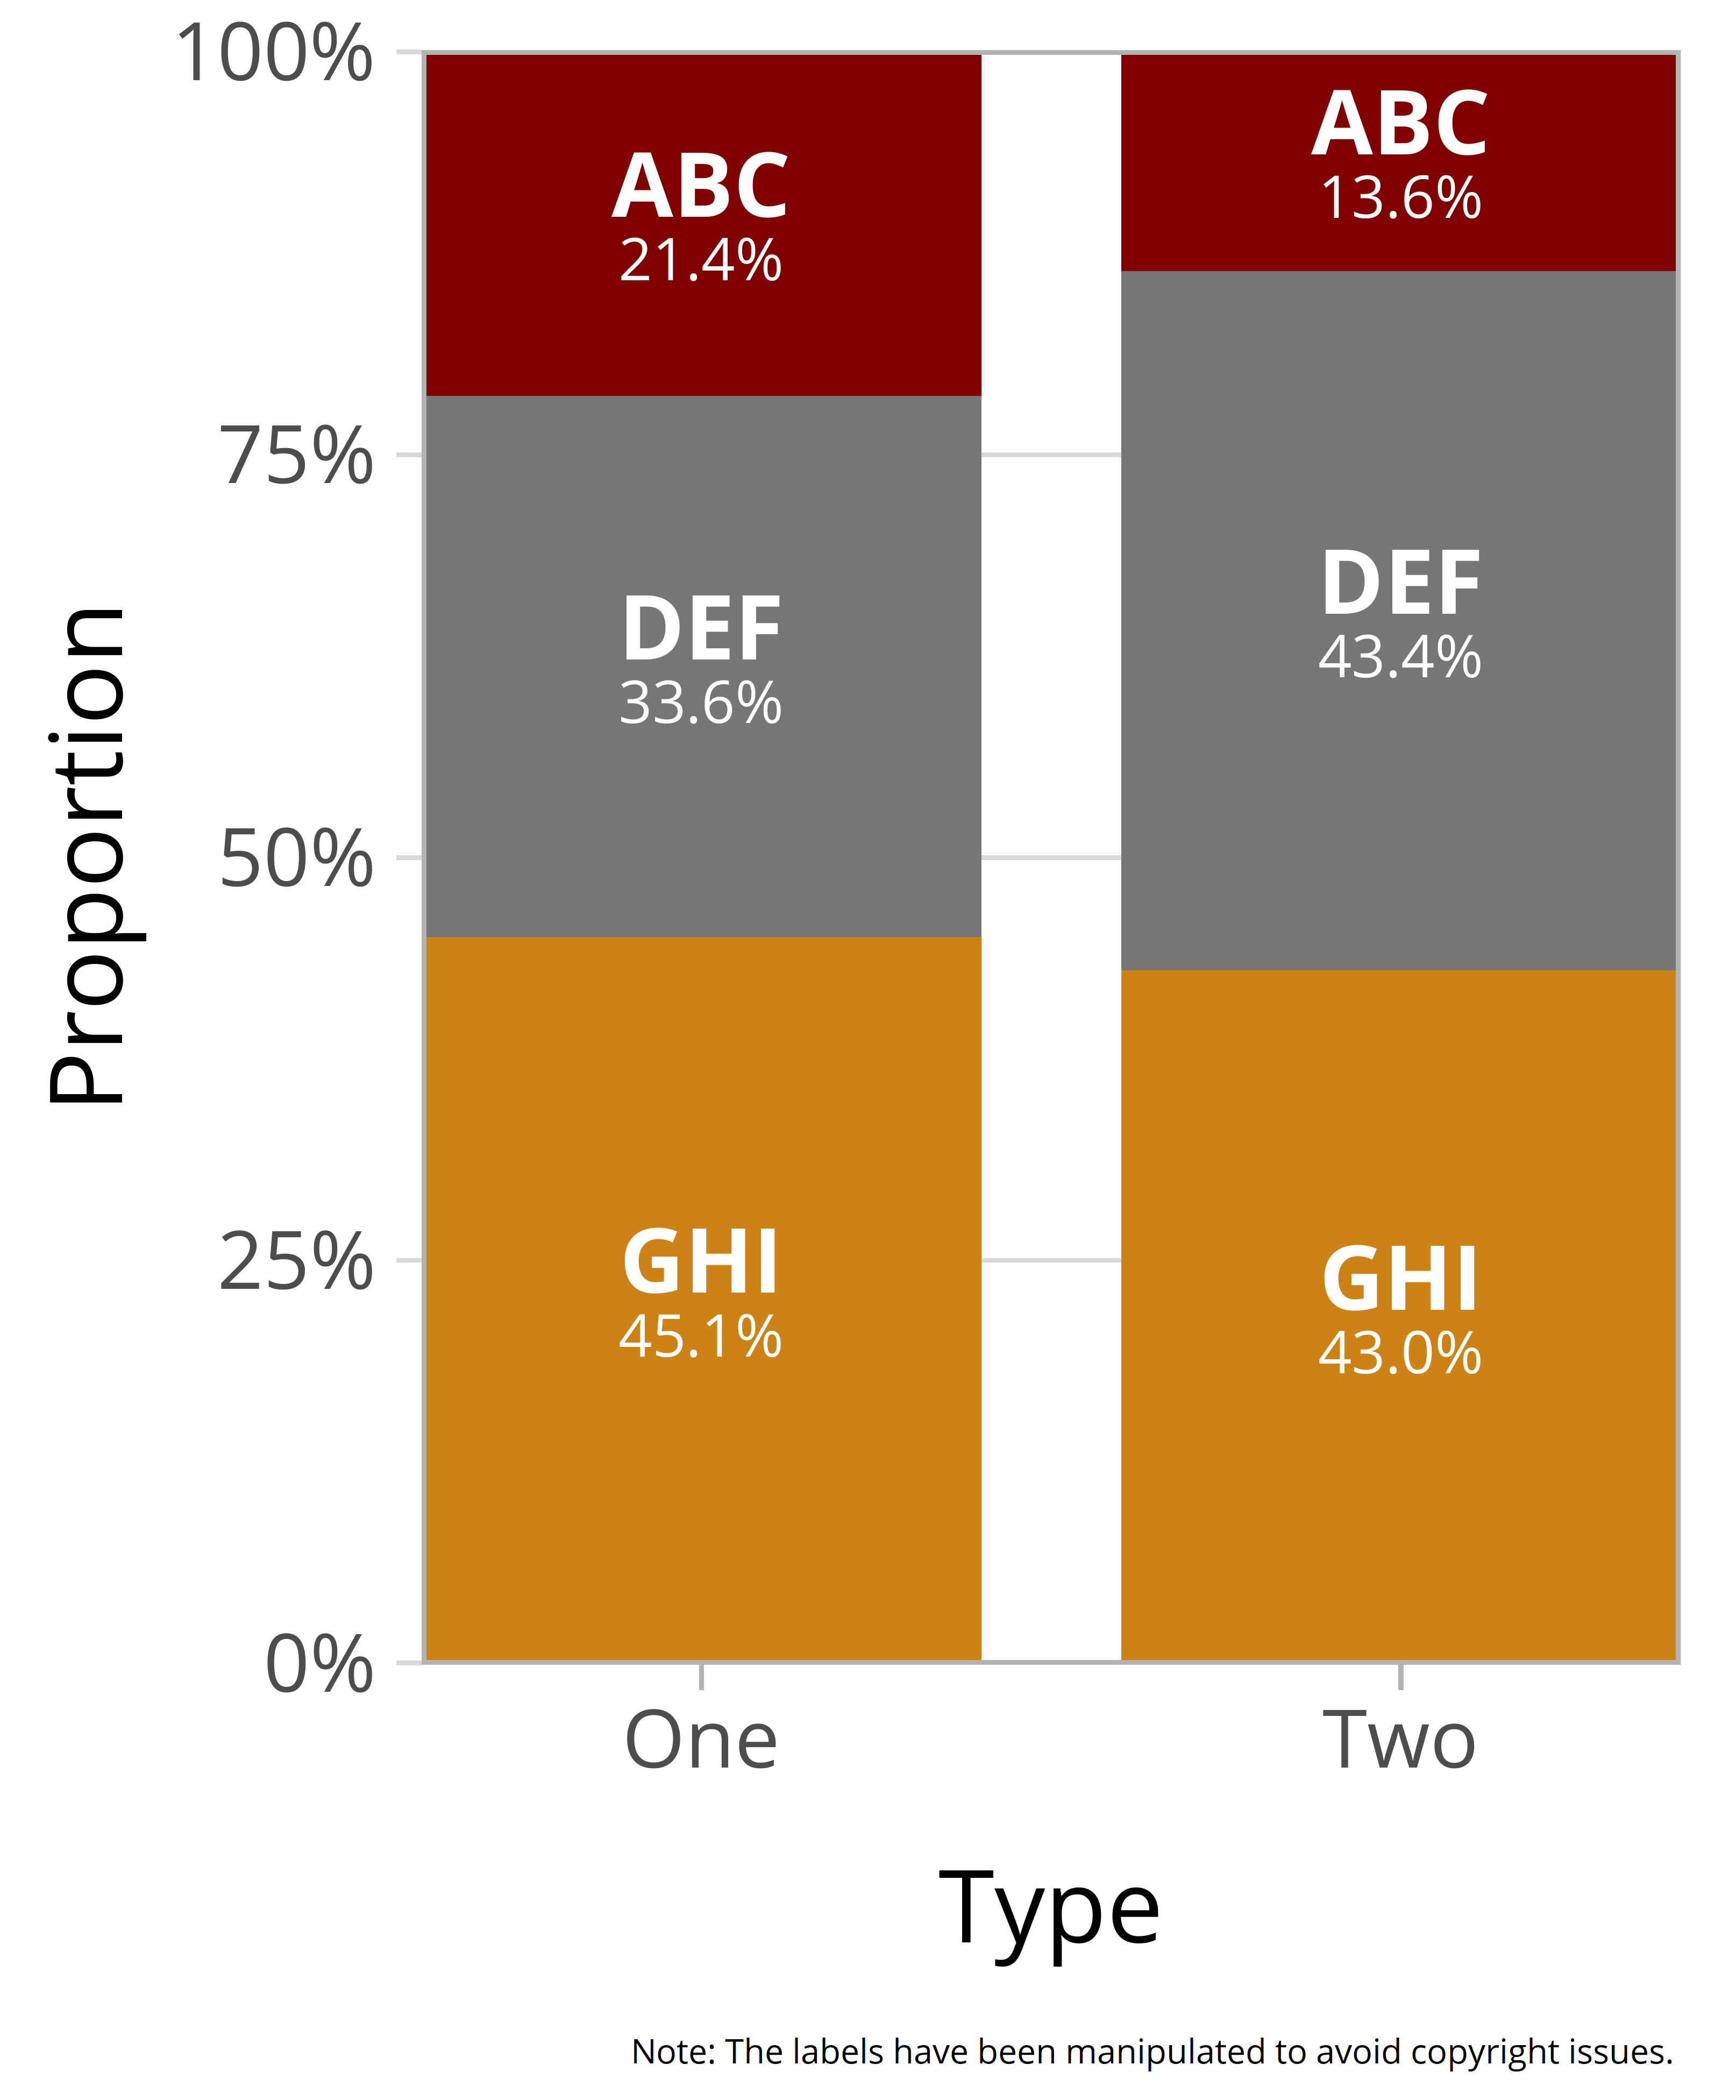 100%
ABC
21.4%
ABC
13.6%
75%
DEF
33.6%
DEF
43.4%
Proportion
50%
25%
GHI
45.1%
GHI
43.0%
0%
One
Two
Type
Note: The labels have been manipulated to avoid copyright issues.